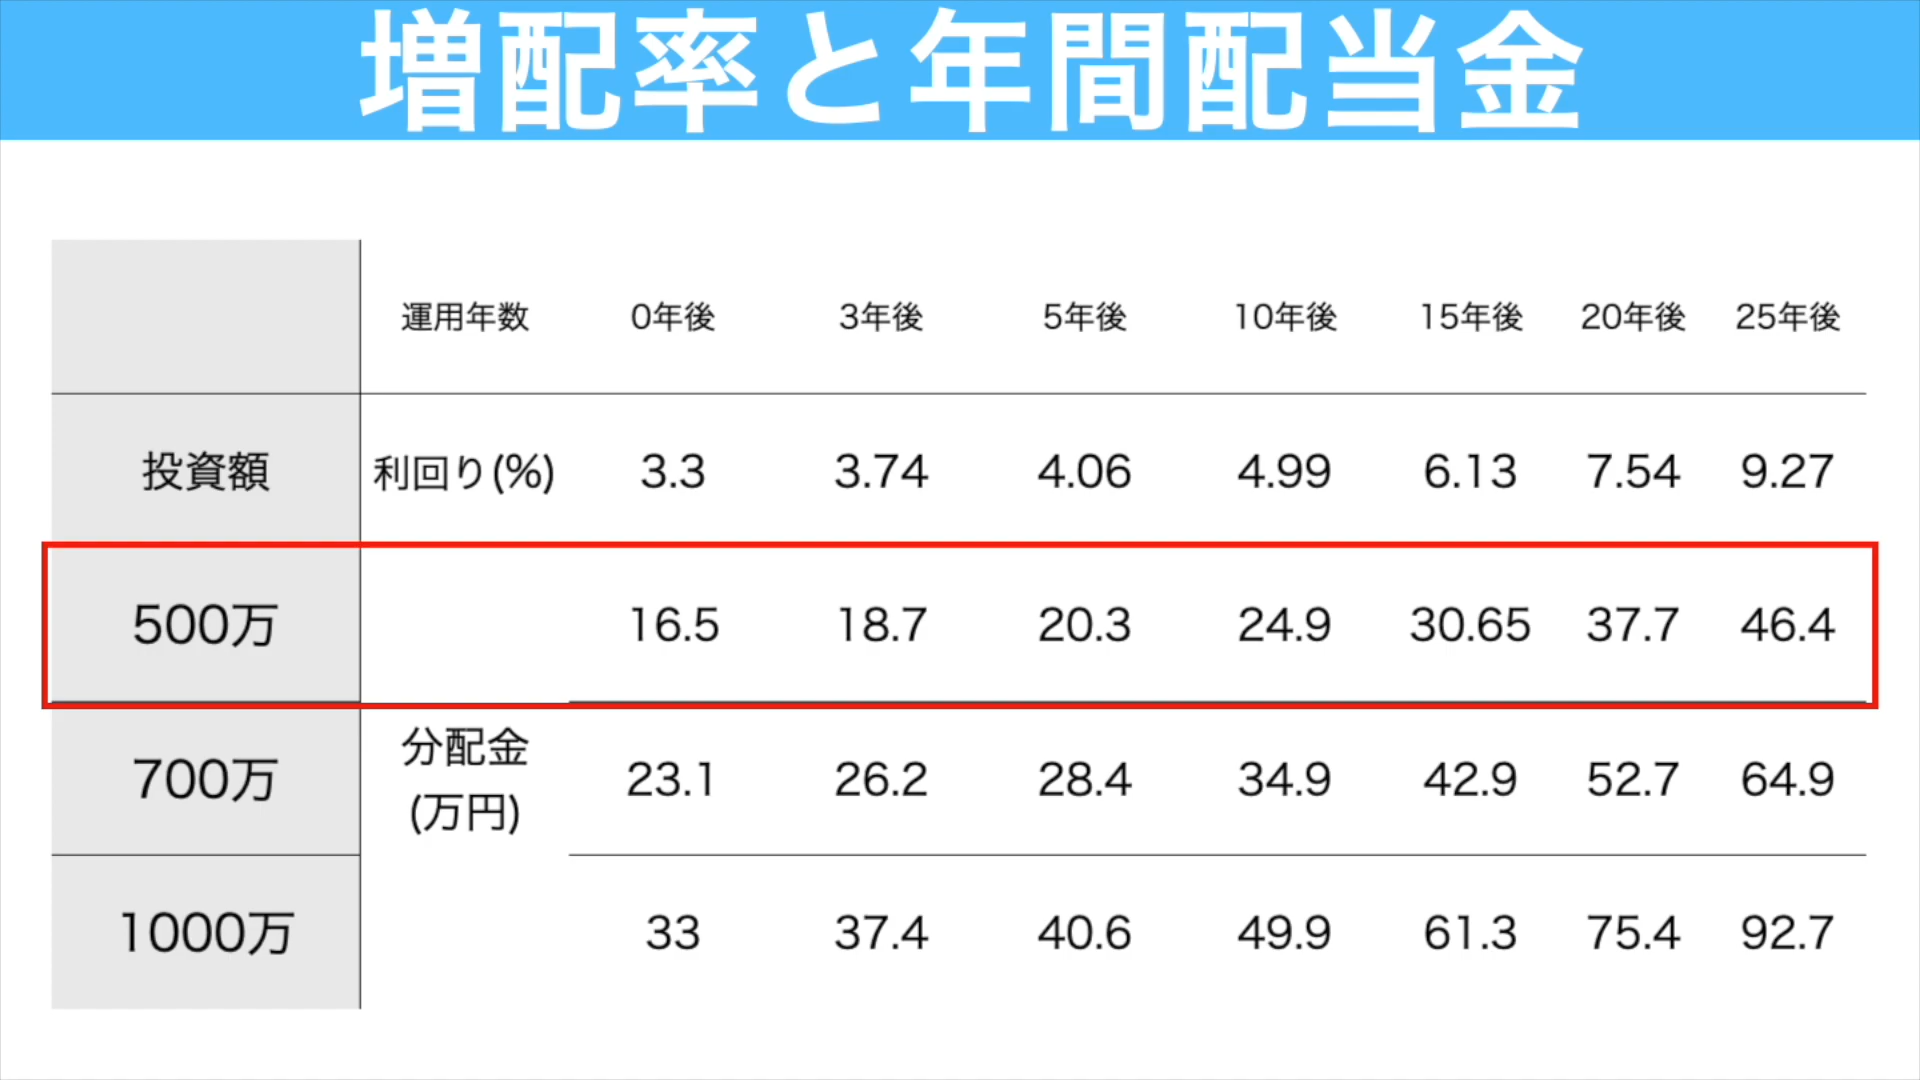 増配率と年間配当金
運用年数 0年後 3年後 5年後 10年後 15年後 20年後 25年後
投資額 利回り(%) 3.3 3.74 4.06 4.99 6.13 7.54 9.27
500万 16.5 18.7 20.3 24.9 30.65 37.7 46.4
700万 分配金 23.1 26.2 28.4 34.9 42.9 52.7 64.9
(万円)
1000万 33 37.4 40.6 49.9 61.3 75.4 92.7